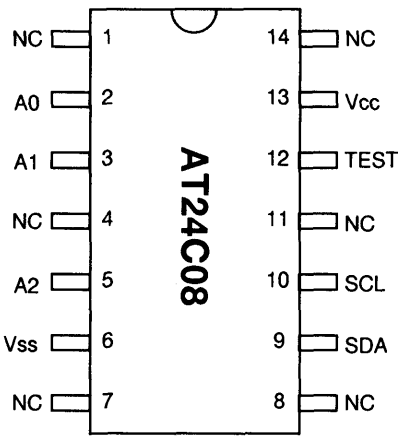 NC 1 14 NC
A0 2 13 Vcc
A1 3 12 TEST
NC 4 11 NC
A2 5 10 SCL
Vss 6 9 SDA
NC 7 8 NC
AT24C08